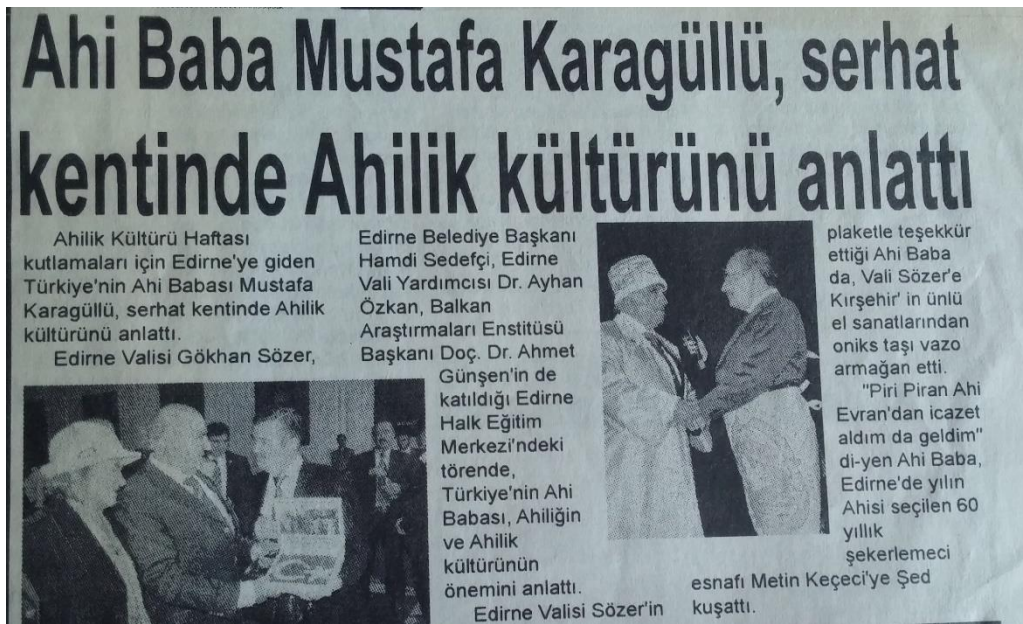 Ahi Baba Mustafa Karagüllü, serhat
kentinde Ahilik kültürünü anlattı
Ahilik Kültürü Haftası
kutlamaları için Edirne'ye giden
Türkiye'nin Ahi Babası Mustafa
Karagüllü, serhat kentinde Ahilik
kültürünü anlattı.
Edirne Valisi Gökhan Sözer,
Edirne Belediye Başkanı
Hamdi Sedefçi, Edirne
Vali Yardımcısı Dr. Ayhan
Özkan, Balkan
Araştırmaları Enstitüsü
Başkanı Doç. Dr. Ahmet
Günşen'in de
katıldığı Edirne
Halk Eğitim
Merkezi'ndeki
törende,
Türkiye'nin Ahi
Babası, Ahiliğin
ve Ahilik
kültürünün
önemini anlattı.
Edirne Valisi Sözer'in
plaketle teşekkür
ettiği Ahi Baba
da, Vali Sözer'e
Kırşehir' in ünlü
el sanatlarından
oniks taşı vazo
armağan etti.
"Piri Piran Ahi
Evran'dan icazet
aldım da geldim"
di-yen Ahi Baba,
Edirne'de yılın
Ahisi seçilen 60
yıllık
şekerlemeci
esnafı Metin Keçeci'ye Şed
kuşattı.